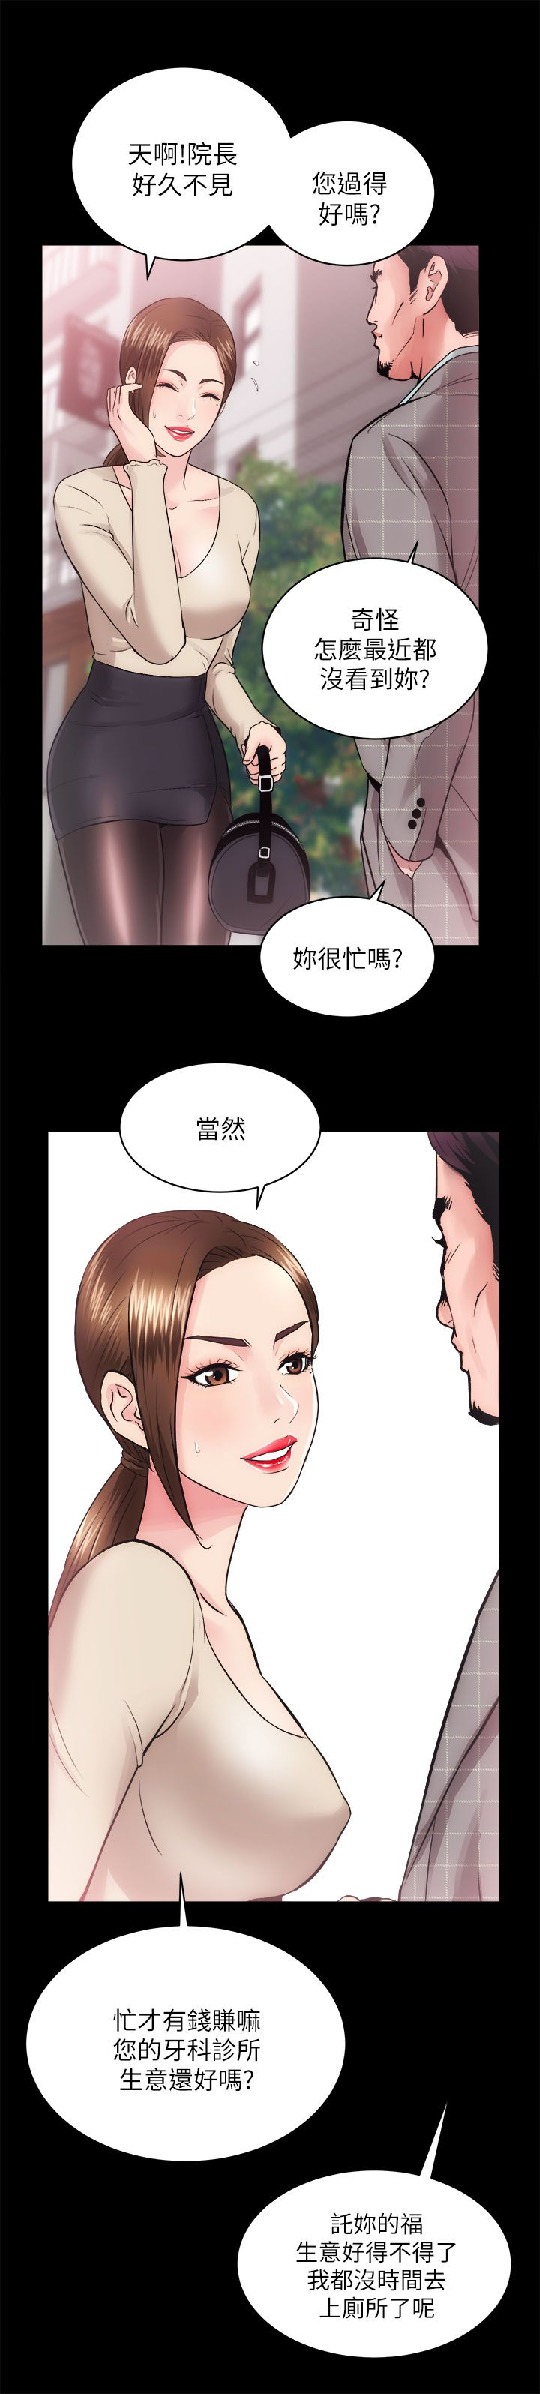 天啊!院長
好久不見
您過得
好嗎?
奇怪
怎麼最近都
沒看到妳?
妳很忙嗎?
當然
忙才有錢賺嘛
您的牙科診所
生意還好嗎?
託妳的福
生意好得不得了
我都沒時間去
上廁所了呢